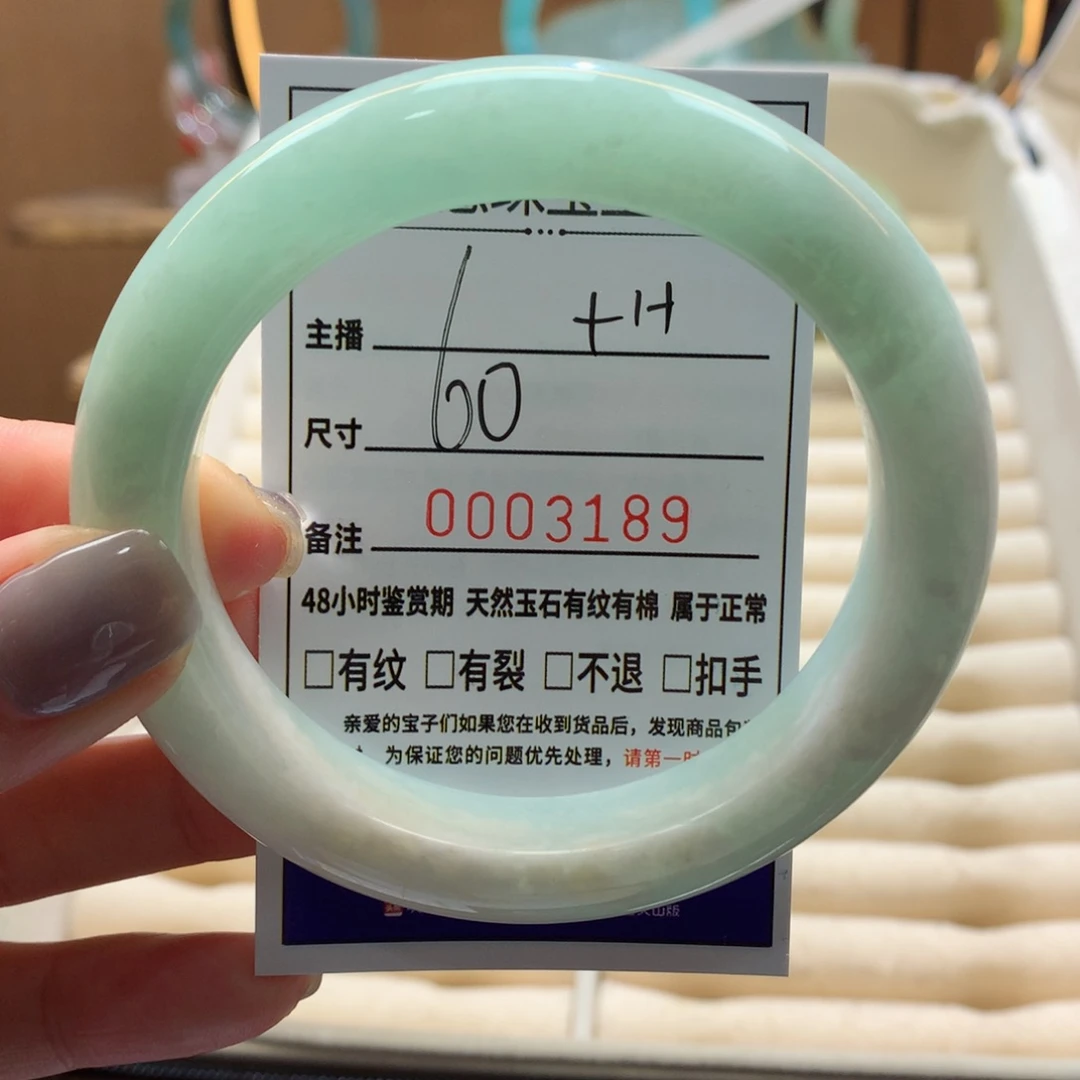 主播 +H
尺寸 60
备注 0003189
48小时鉴赏期 天然玉石有纹有棉 属于正常
□有纹 □有裂 □不退 □扣手
亲爱的宝子们如果您在收到货品后，发现商品包
为保证您的问题优先处理，请第一时